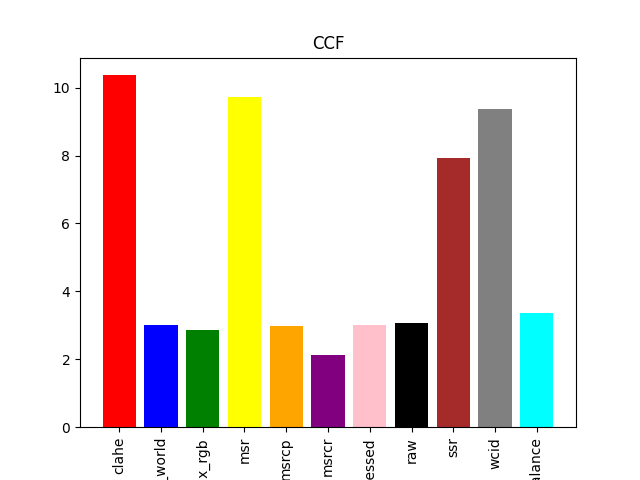 CCF
10
8
6
4
2
0
clahe
_world
x_rgb
msr
msrcp
msrcr
essed
raw
ssr
wcid
alance